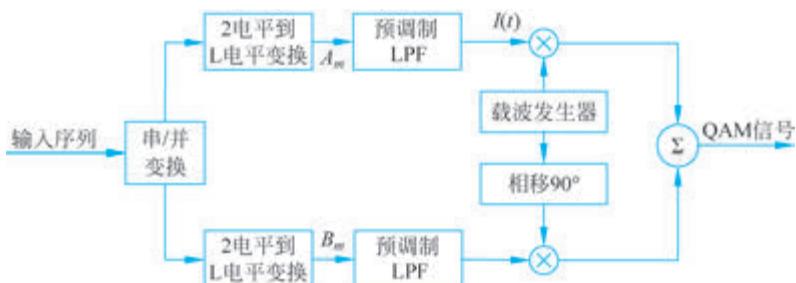 输入序列
串/并
变换
2电平到
L电平变换
A_m
预调制
LPF
I(t)
载波发生器
相移90°
2电平到
L电平变换
B_m
预调制
LPF
Σ
QAM信号